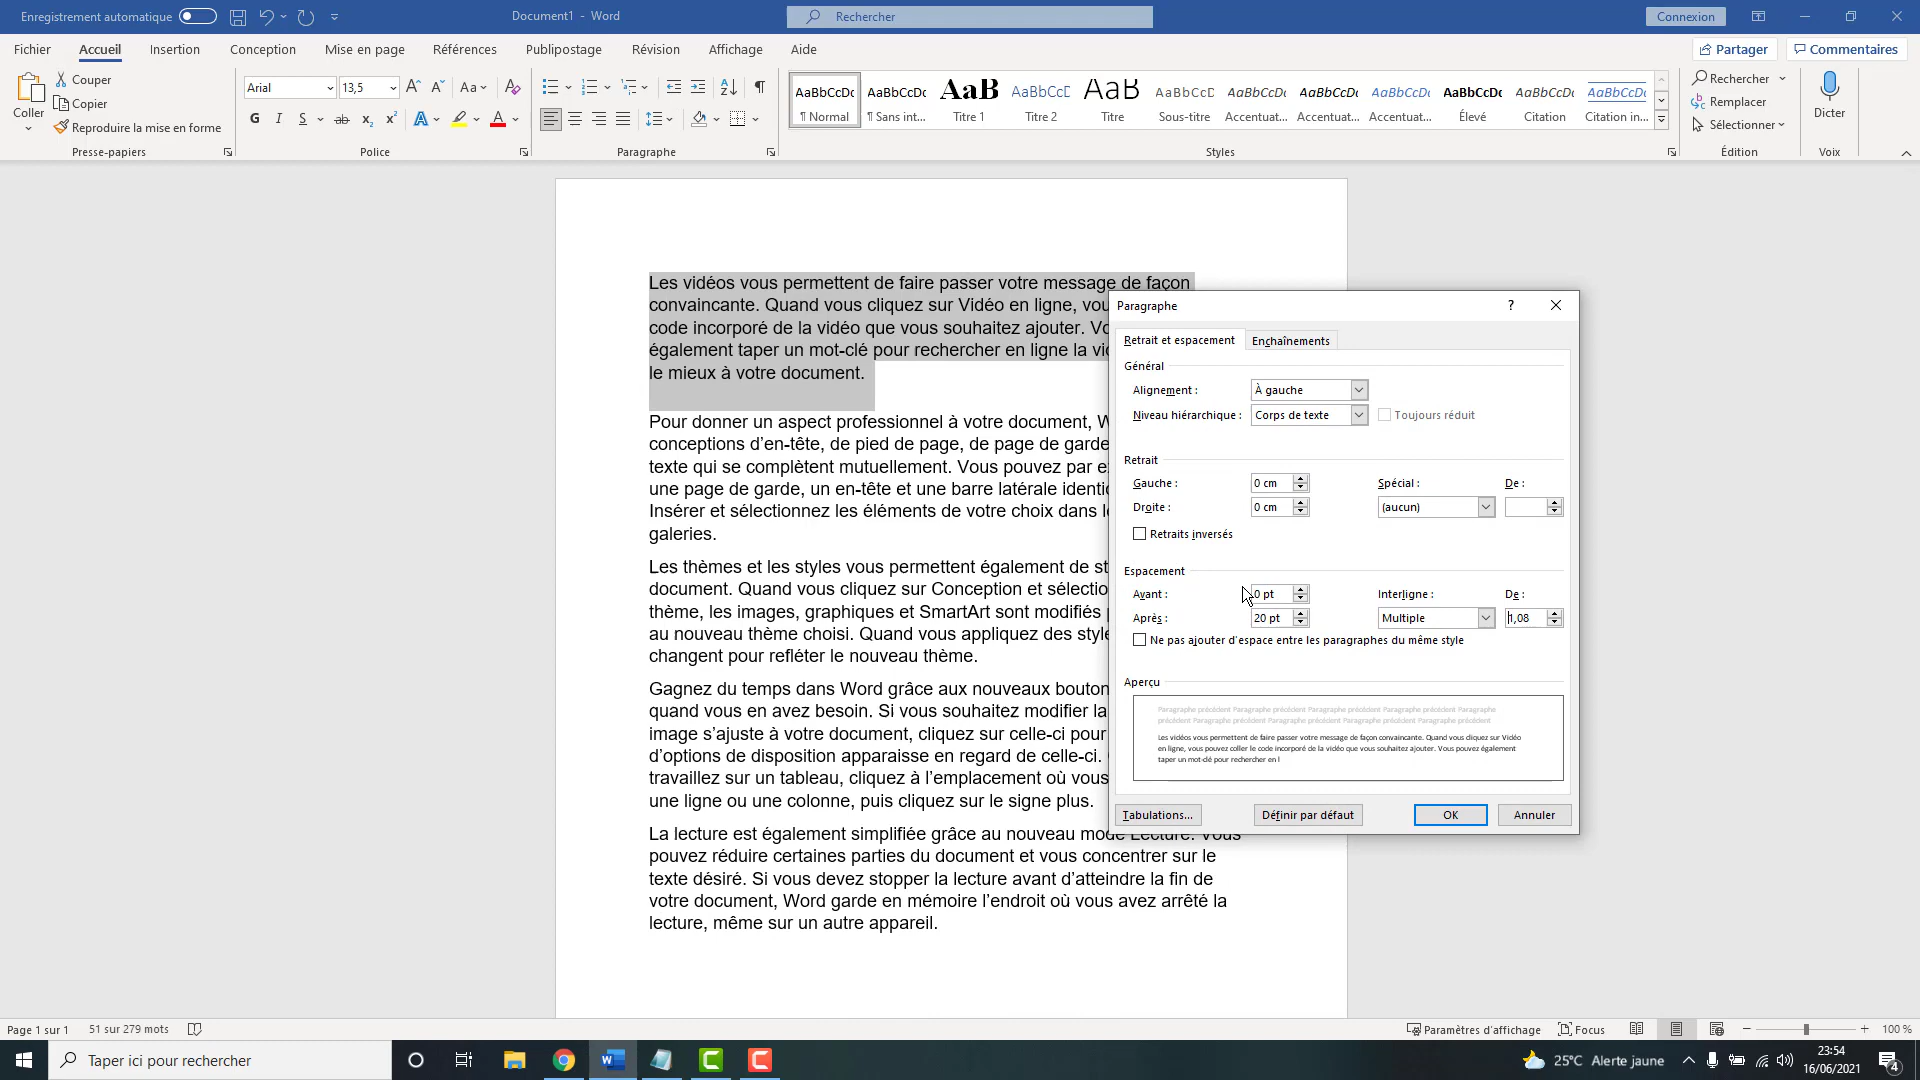 Enregistrement automatique
Document1 - Word
Rechercher
Connexion
Fichier
Accueil
Insertion
Conception
Mise en page
Références
Publipostage
Révision
Affichage
Aide
Partager
Commentaires
Coller
Couper
Copier
Reproduire la mise en forme
Presse-papiers
Arial
13,5
Police
Paragraphe
AaBbCcDc
¶ Normal
AaBbCcDc
¶ Sans int...
AaB
Titre 1
AaBbCcC
Titre 2
AaB
Titre
AaBbCcD
Sous-titre
AaBbCcDc
Accentuat...
AaBbCcDc
Accentuat...
AaBbCcDc
Accentuat...
AaBbCcDc
Élevé
AaBbCcDc
Citation
AaBbCcDc
Citation in...
Styles
Rechercher
Remplacer
Sélectionner
Édition
Dicter
Voix
Les vidéos vous permettent de faire passer votre message de façon
convaincante. Quand vous cliquez sur Vidéo en ligne, vou
code incorporé de la vidéo que vous souhaitez ajouter. Vo
également taper un mot-clé pour rechercher en ligne la vid
le mieux à votre document.
Pour donner un aspect professionnel à votre document, W
conceptions d’en-tête, de pied de page, de page de garde
texte qui se complètent mutuellement. Vous pouvez par e
une page de garde, un en-tête et une barre latérale identi
Insérer et sélectionnez les éléments de votre choix dans l
galeries.
Les thèmes et les styles vous permettent également de st
document. Quand vous cliquez sur Conception et sélectio
thème, les images, graphiques et SmartArt sont modifiés
au nouveau thème choisi. Quand vous appliquez des style
changent pour refléter le nouveau thème.
Gagnez du temps dans Word grâce aux nouveaux bouton
quand vous en avez besoin. Si vous souhaitez modifier la
image s’ajuste à votre document, cliquez sur celle-ci pour
d’options de disposition apparaisse en regard de celle-ci.
travaillez sur un tableau, cliquez à l’emplacement où vous
une ligne ou une colonne, puis cliquez sur le signe plus.
La lecture est également simplifiée grâce au nouveau mode Lecture. Vous
pouvez réduire certaines parties du document et vous concentrer sur le
texte désiré. Si vous devez stopper la lecture avant d’atteindre la fin de
votre document, Word garde en mémoire l’endroit où vous avez arrêté la
lecture, même sur un autre appareil.
Paragraphe
?
Retrait et espacement
Enchaînements
Général
Alignement :
À gauche
Niveau hiérarchique :
Corps de texte
Toujours réduit
Retrait
Gauche :
0 cm
Spécial :
De :
Droite :
0 cm
(aucun)
Retraits inversés
Espacement
Avant :
0 pt
Interligne :
De :
Après :
20 pt
Multiple
1,08
Ne pas ajouter d'espace entre les paragraphes du même style
Aperçu
Paragraphe précédent Paragraphe précédent Paragraphe précédent Paragraphe précédent Paragraphe
précédent Paragraphe précédent Paragraphe précédent Paragraphe précédent Paragraphe précédent
Les vidéos vous permettent de faire passer votre message de façon convaincante. Quand vous cliquez sur Vidéo
en ligne, vous pouvez coller le code incorporé de la vidéo que vous souhaitez ajouter. Vous pouvez également
taper un mot-clé pour rechercher en l
Tabulations...
Définir par défaut
OK
Annuler
Page 1 sur 1
51 sur 279 mots
Paramètres d'affichage
Focus
100 %
Taper ici pour rechercher
25°C Alerte jaune
23:54
16/06/2021
4